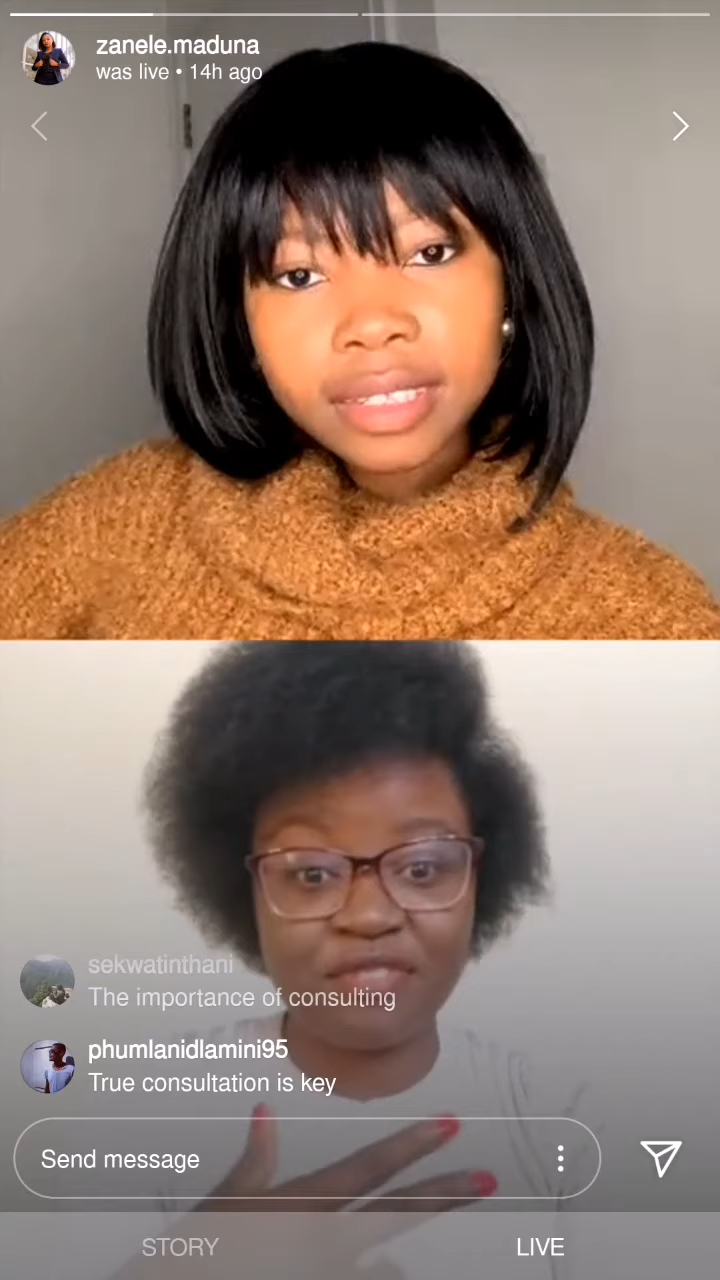 zanele.maduna
was live • 14h ago
sekwatinthani
The importance of consulting
phumlanidlamini95
True consultation is key
Send message
STORY
LIVE